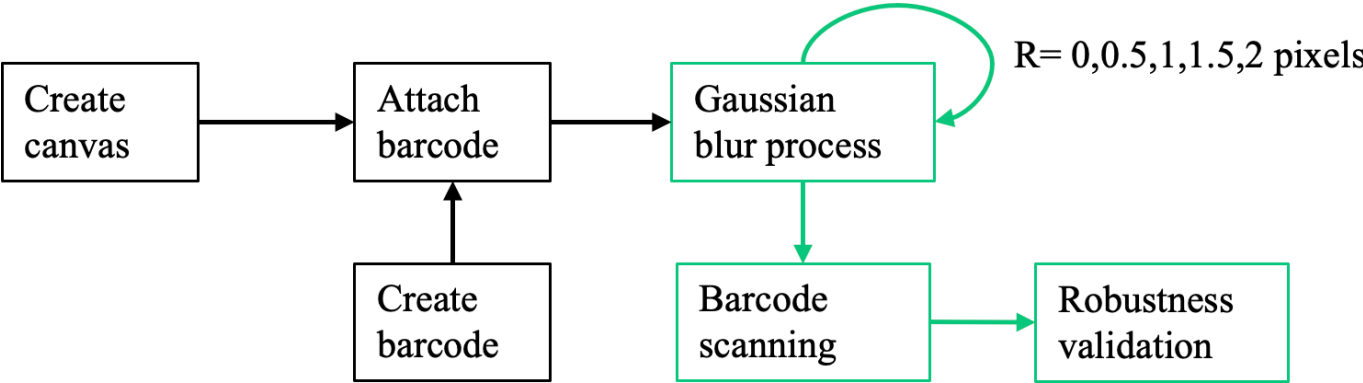 R= 0,0.5,1,1.5,2 pixels
Create
canvas
Attach
barcode
Gaussian
blur process
Create
barcode
Barcode
scanning
Robustness
validation